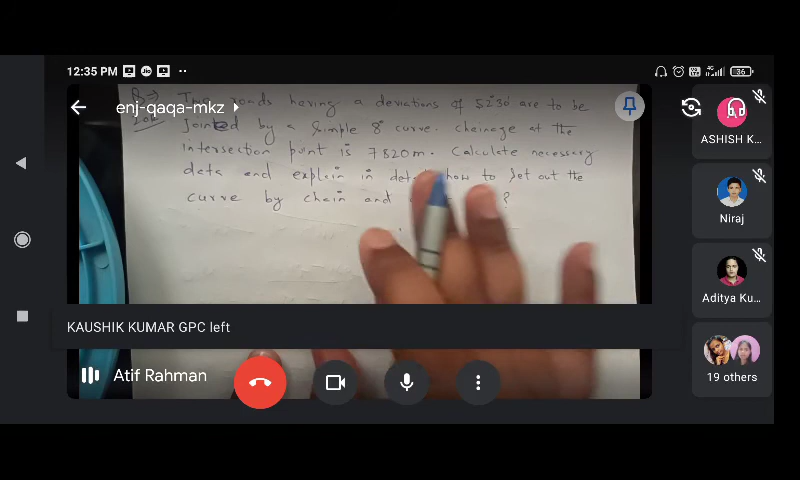 12:35 PM
4G
36
enj-qaqa-mkz
Two roads having a deviations of 52°30' are to be
Joined by a Simple 8° curve. chainage at the
intersection point is 7820m. Calculate necessary
data and explain in how to Set out the
curve by chain and ?
ASHISH K...
Niraj
Aditya Ku...
19 others
KAUSHIK KUMAR GPC left
Atif Rahman